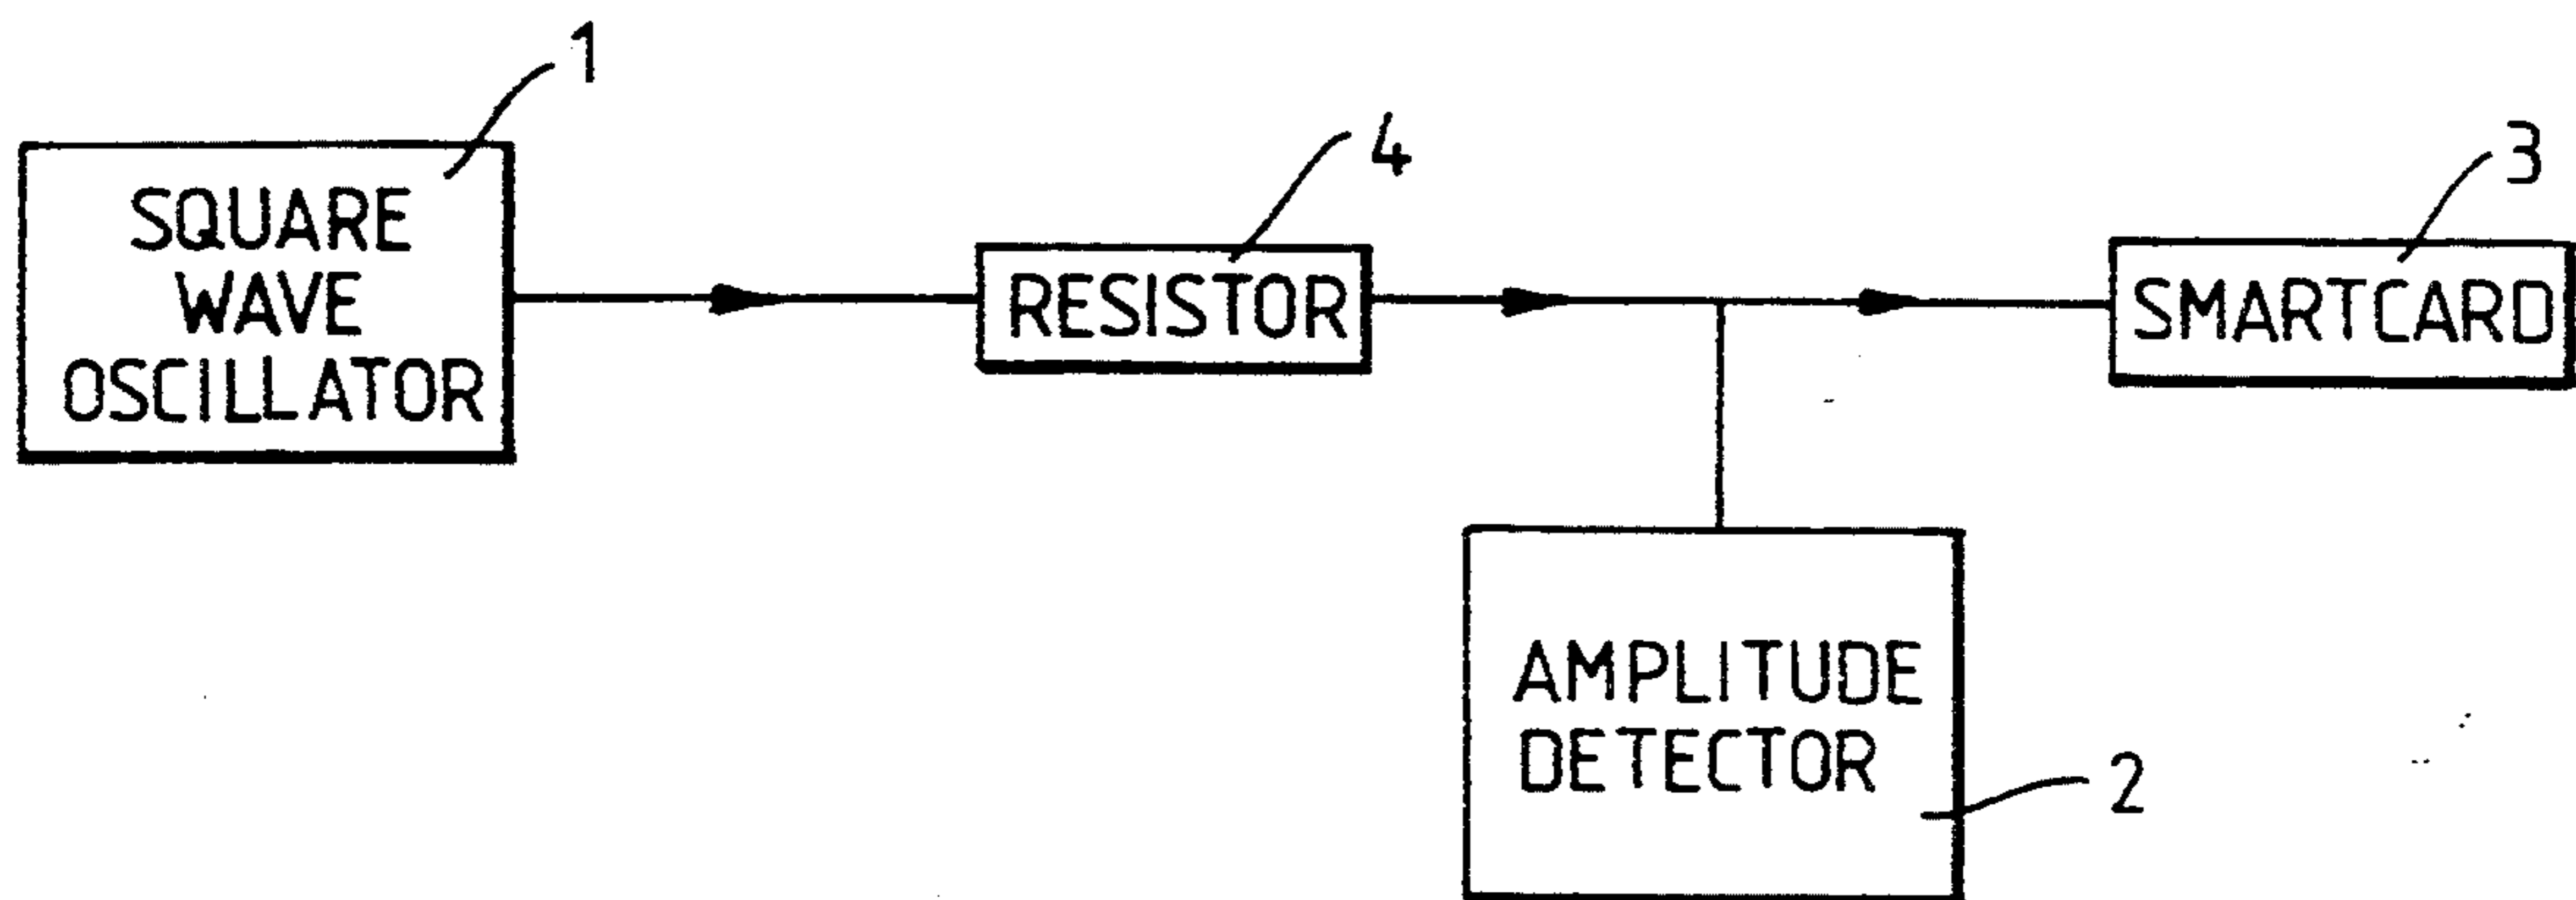 1
SQUARE
WAVE
OSCILLATOR
4
RESISTOR
3
SMARTCARD
AMPLITUDE
DETECTOR
2